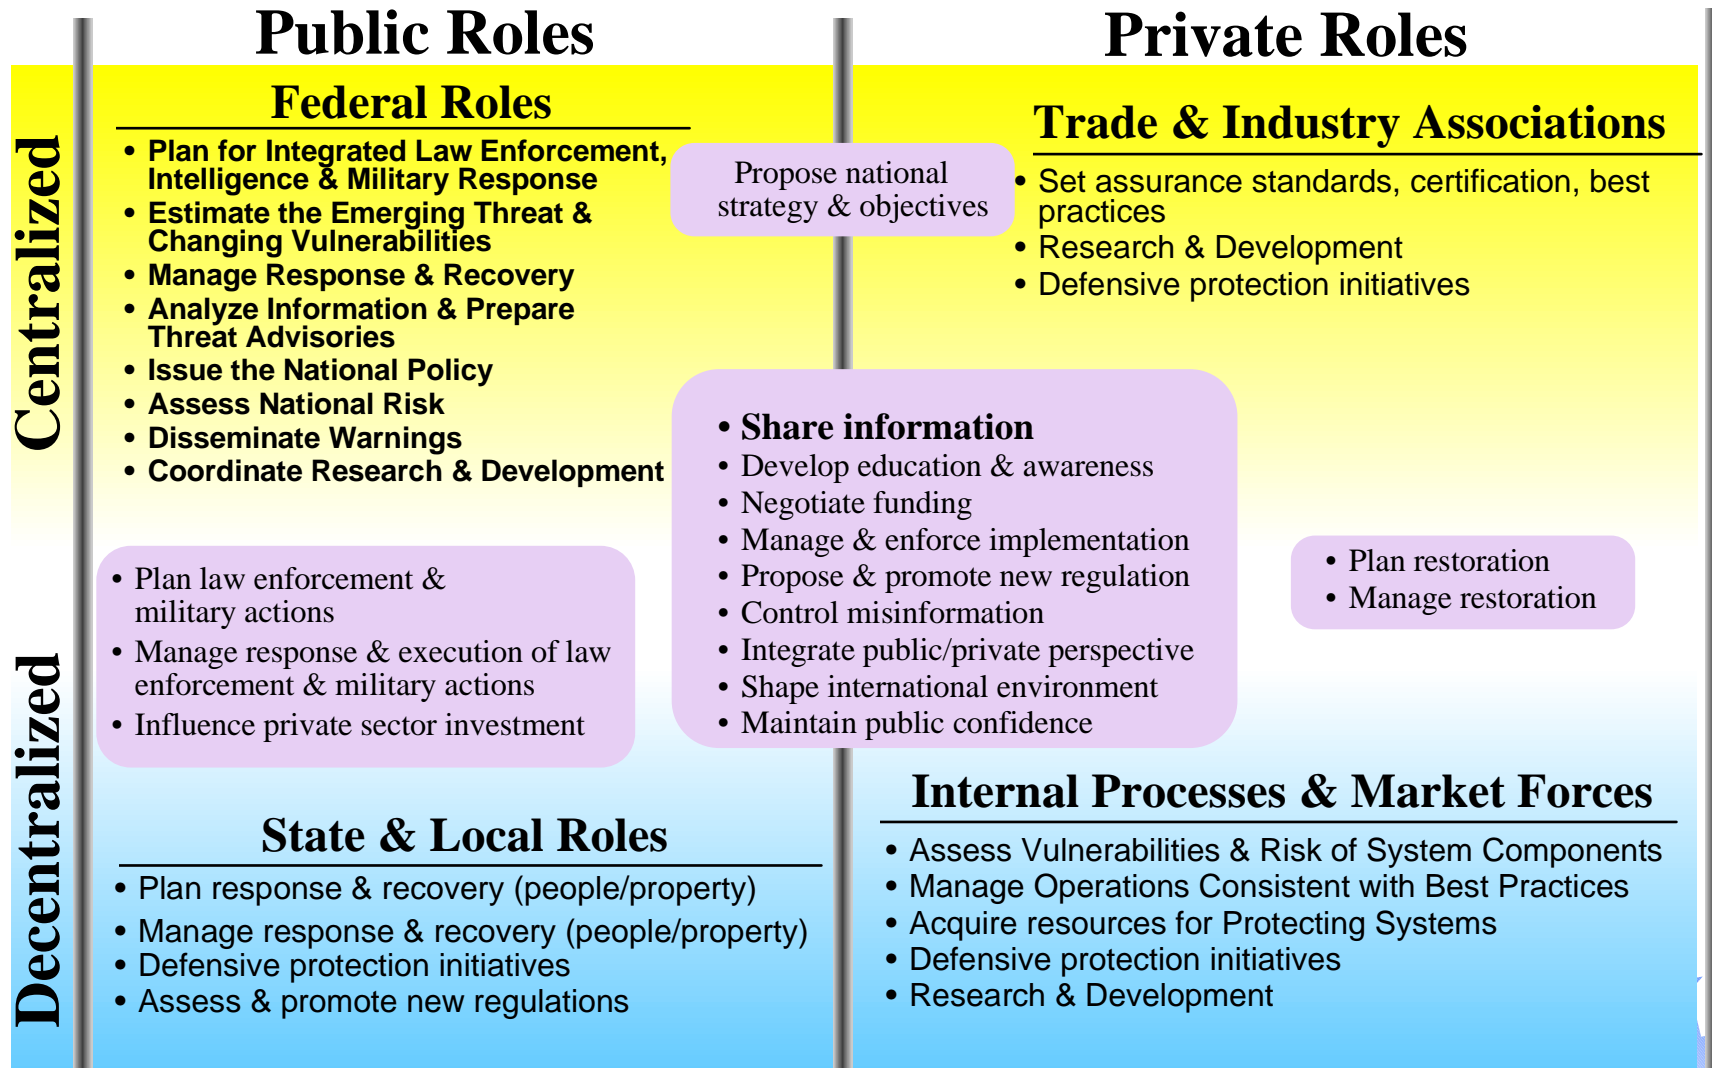 Public Roles
Private Roles
Centralized
Decentralized
Federal Roles
• Plan for Integrated Law Enforcement,
Intelligence & Military Response
• Estimate the Emerging Threat &
Changing Vulnerabilities
• Manage Response & Recovery
• Analyze Information & Prepare
Threat Advisories
• Issue the National Policy
• Assess National Risk
• Disseminate Warnings
• Coordinate Research & Development
Propose national
strategy & objectives
Trade & Industry Associations
• Set assurance standards, certification, best
practices
• Research & Development
• Defensive protection initiatives
• Share information
• Develop education & awareness
• Negotiate funding
• Manage & enforce implementation
• Propose & promote new regulation
• Control misinformation
• Integrate public/private perspective
• Shape international environment
• Maintain public confidence
• Plan law enforcement &
military actions
• Manage response & execution of law
enforcement & military actions
• Influence private sector investment
• Plan restoration
• Manage restoration
State & Local Roles
• Plan response & recovery (people/property)
• Manage response & recovery (people/property)
• Defensive protection initiatives
• Assess & promote new regulations
Internal Processes & Market Forces
• Assess Vulnerabilities & Risk of System Components
• Manage Operations Consistent with Best Practices
• Acquire resources for Protecting Systems
• Defensive protection initiatives
• Research & Development